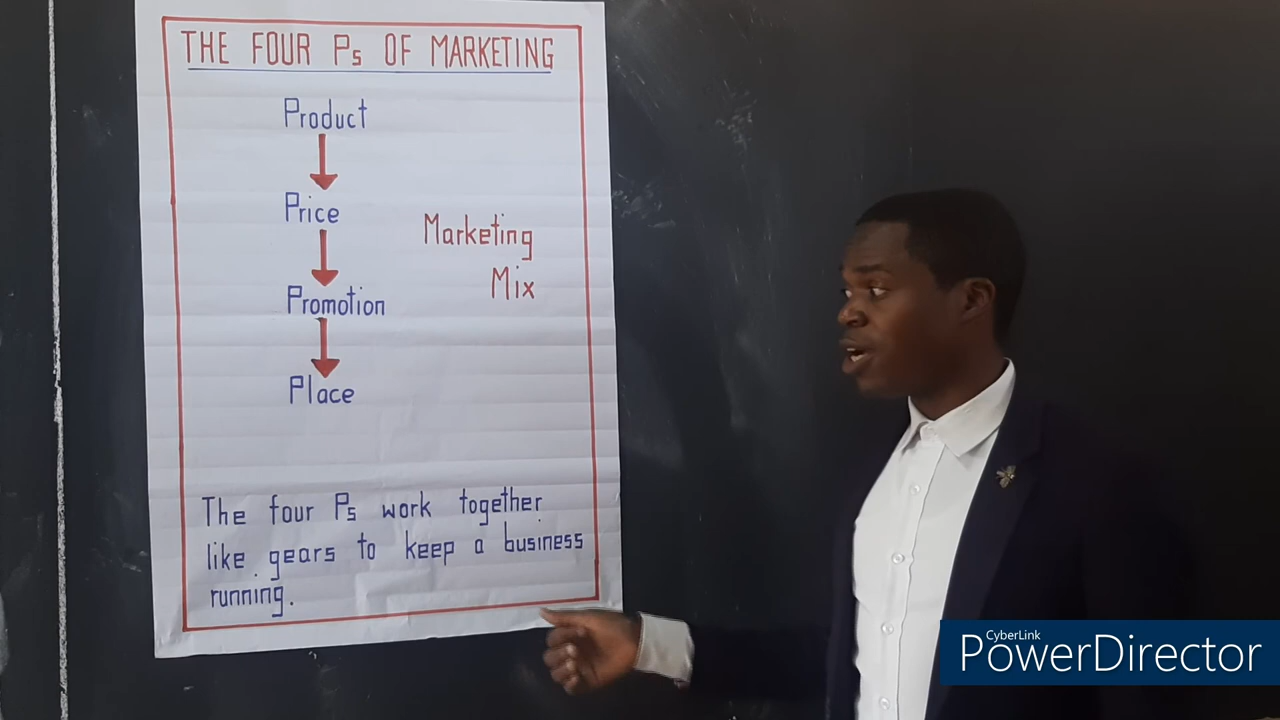 THE FOUR Ps OF MARKETING
Product
Price
Promotion
Place
Marketing
Mix
The four Ps work together
like gears to keep a business
running.
CyberLink
PowerDirector